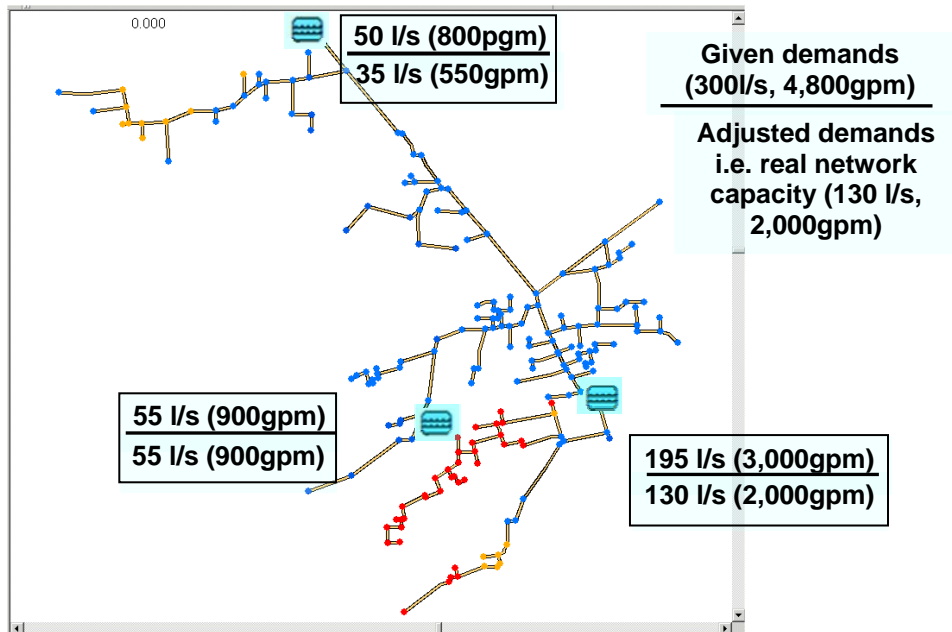 0.000
50 l/s (800pgm)
35 l/s (550gpm)
Given demands
(300l/s, 4,800gpm)
Adjusted demands
i.e. real network
capacity (130 l/s,
2,000gpm)
55 l/s (900gpm)
55 l/s (900gpm)
195 l/s (3,000gpm)
130 l/s (2,000gpm)